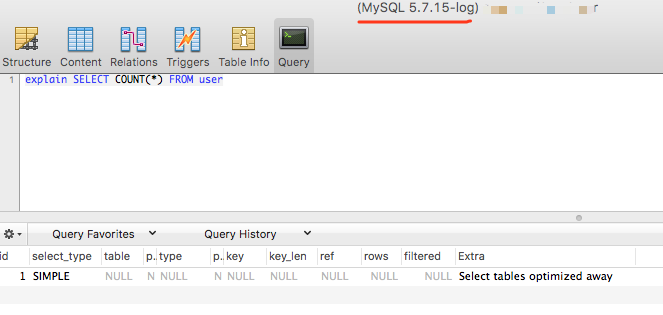 (MySQL 5.7.15-log)
Structure Content Relations Triggers Table Info Query
1 explain SELECT COUNT(*) FROM user
Query Favorites Query History
id select_type table p.. type p.. key key_len ref rows filtered Extra
1 SIMPLE NULL N NULL N NULL NULL NULL NULL NULL Select tables optimized away